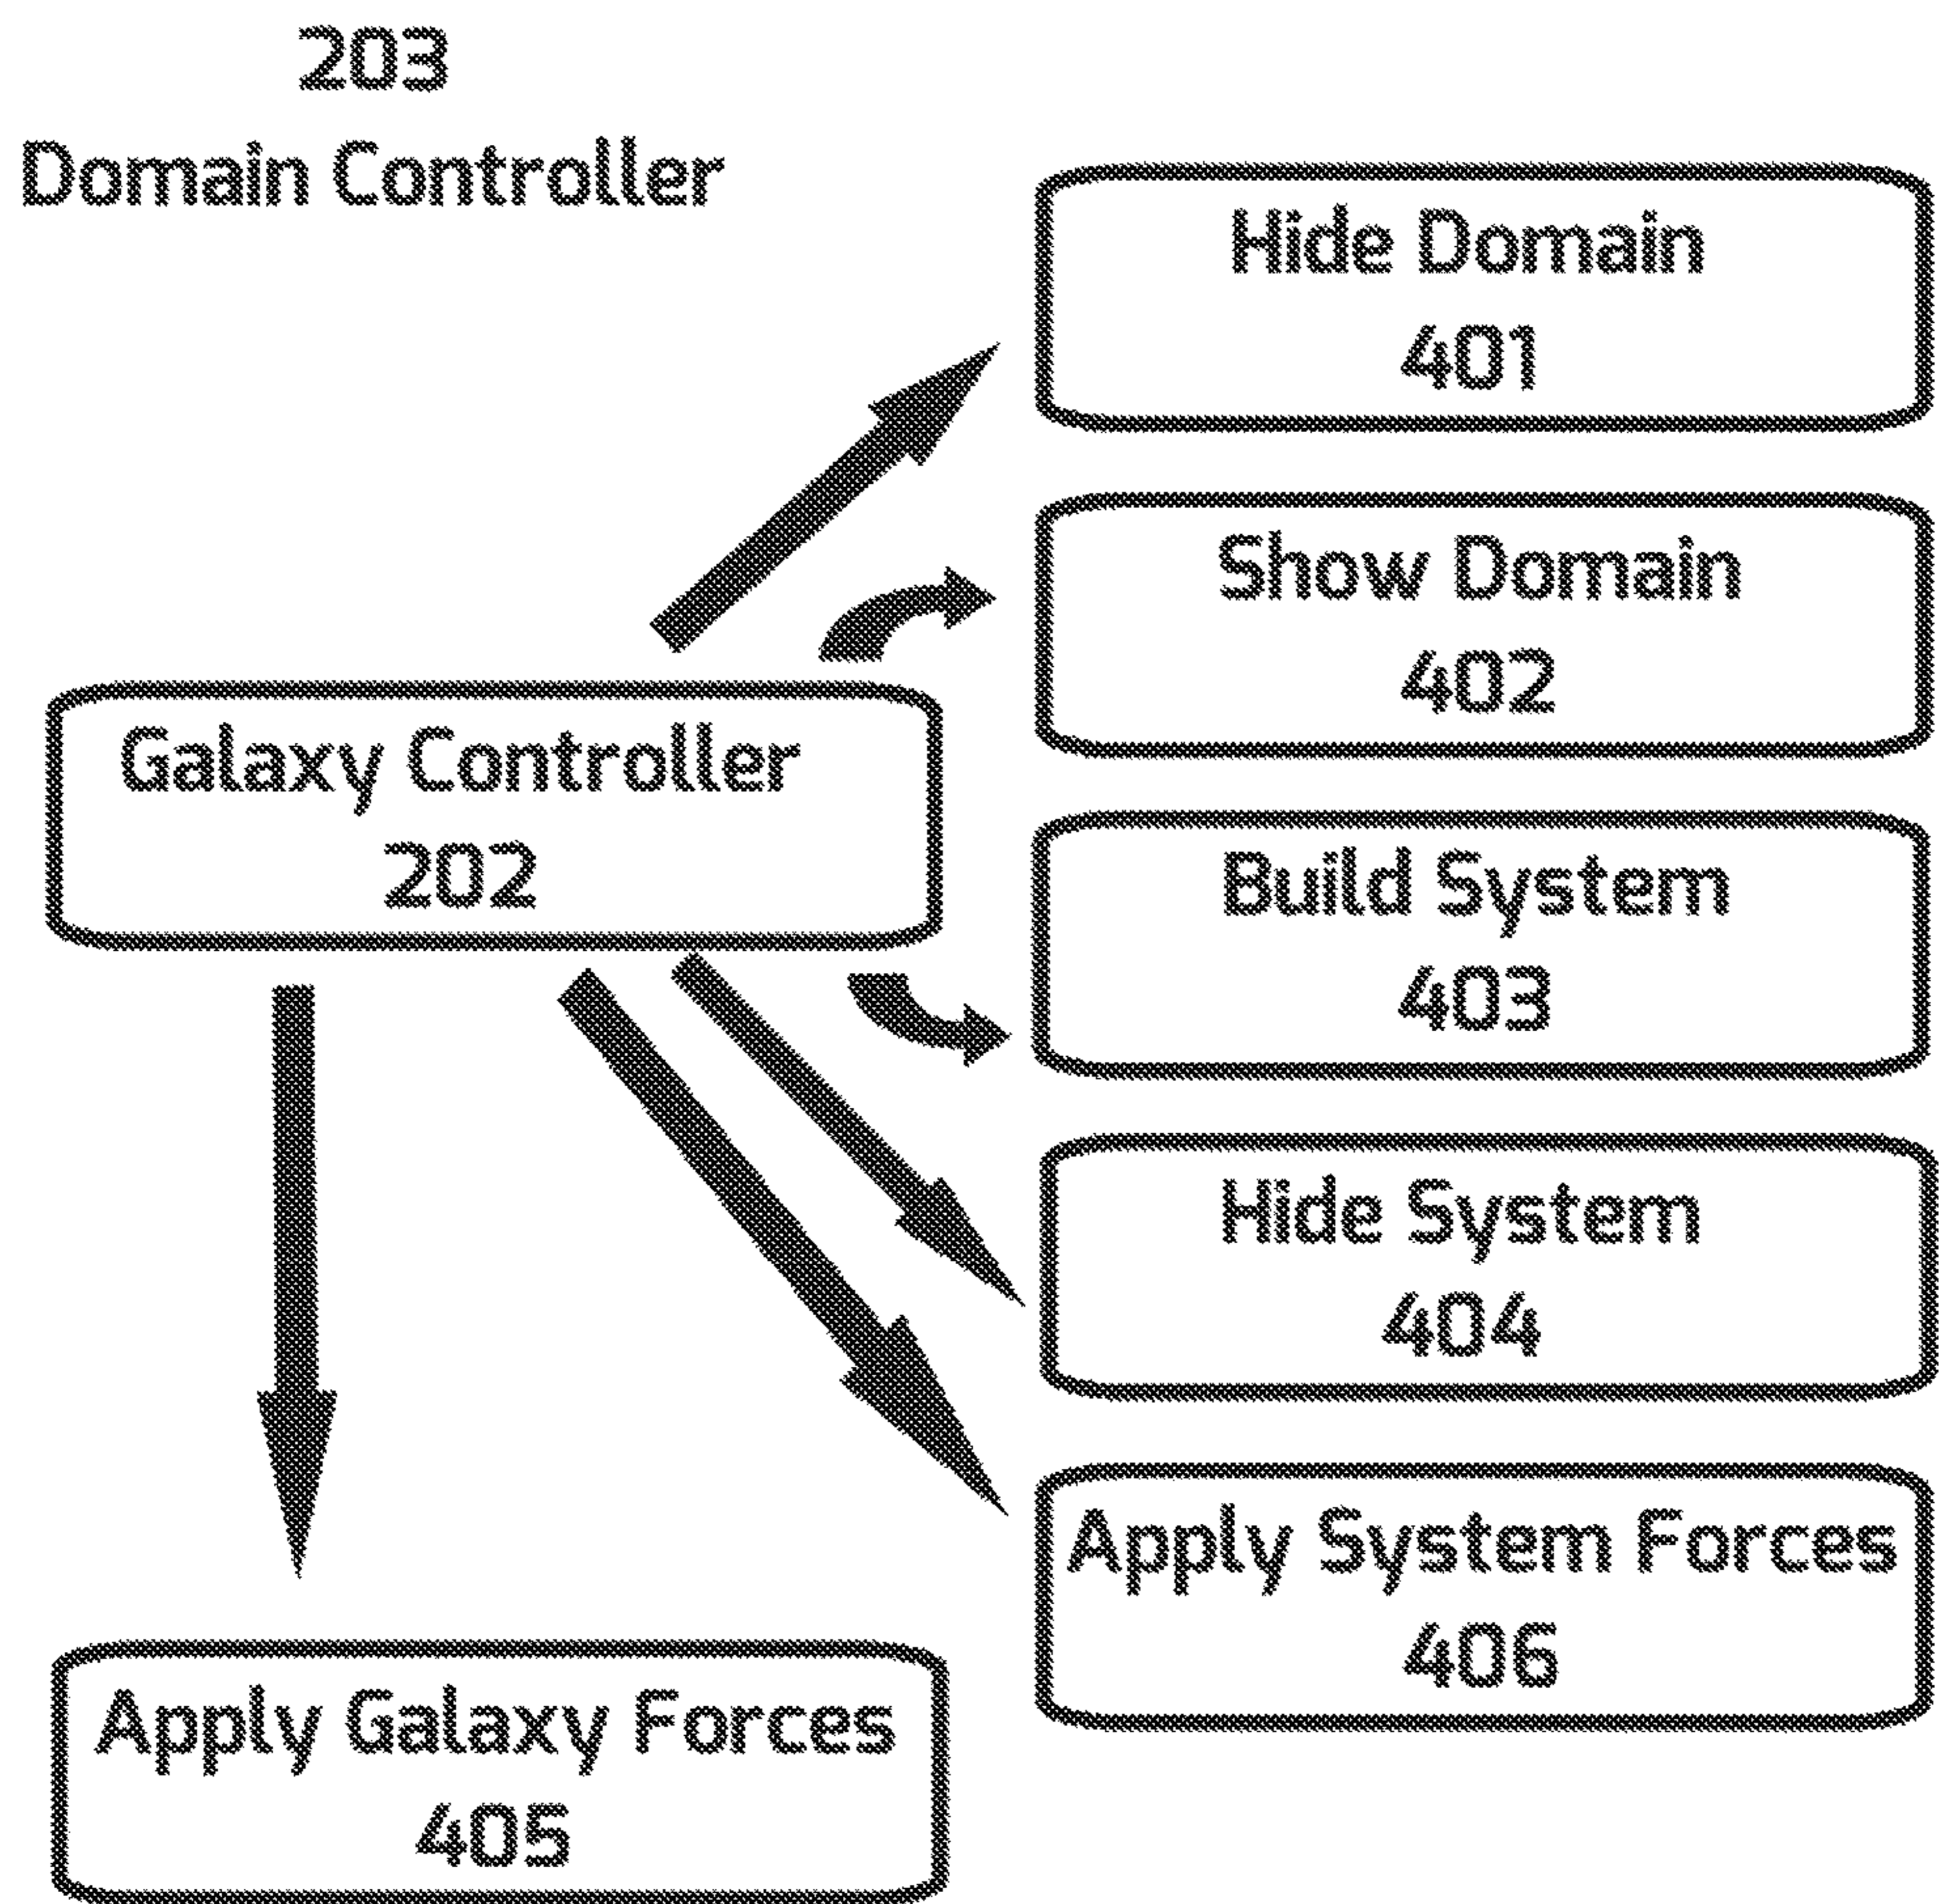 203
Domain Controller
Hide Domain
401
Show Domain
402
Galaxy Controller
202
Build System
403
Hide System
404
Apply System Forces
406
Apply Galaxy Forces
405